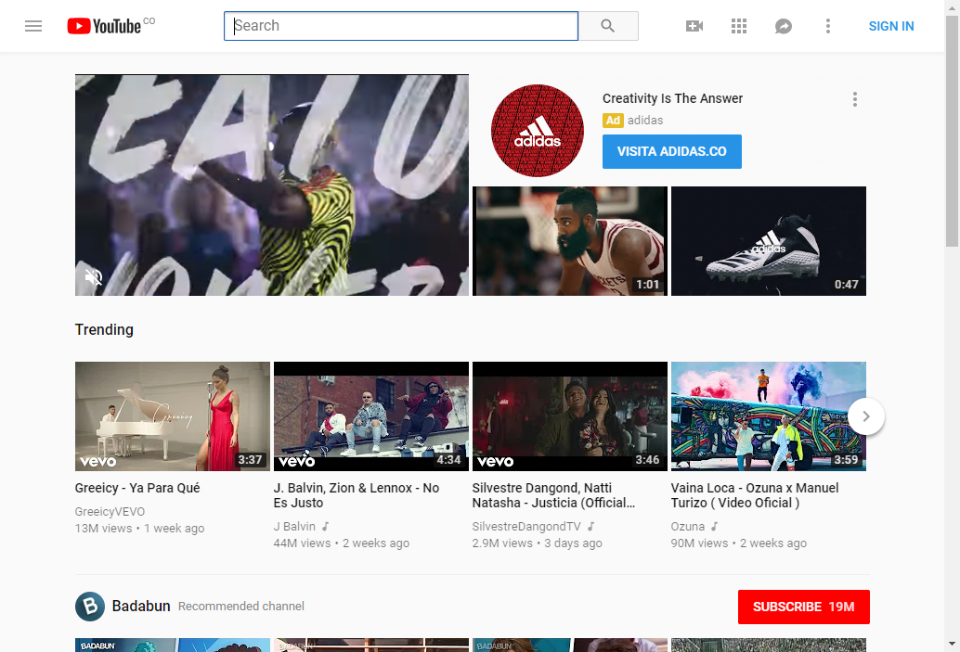 YouTube CO
Search
SIGN IN
Creativity Is The Answer
Ad adidas
VISITA ADIDAS.CO
adidas
adidas
1:01
0:47
Trending
Greeicy
vevo
3:37
vevo
4:34
vevo
3:46
3:59
Greeicy - Ya Para Qué
GreeicyVEVO
13M views • 1 week ago
J. Balvin, Zion & Lennox - No
Es Justo
J Balvin
44M views • 2 weeks ago
Silvestre Dangond, Natti
Natasha - Justicia (Official...
SilvestreDangondTV
2.9M views • 3 days ago
Vaina Loca - Ozuna x Manuel
Turizo ( Video Oficial )
Ozuna
90M views • 2 weeks ago
B
Badabun Recommended channel
SUBSCRIBE 19M
BADABUN
BADABUN
BADABUN